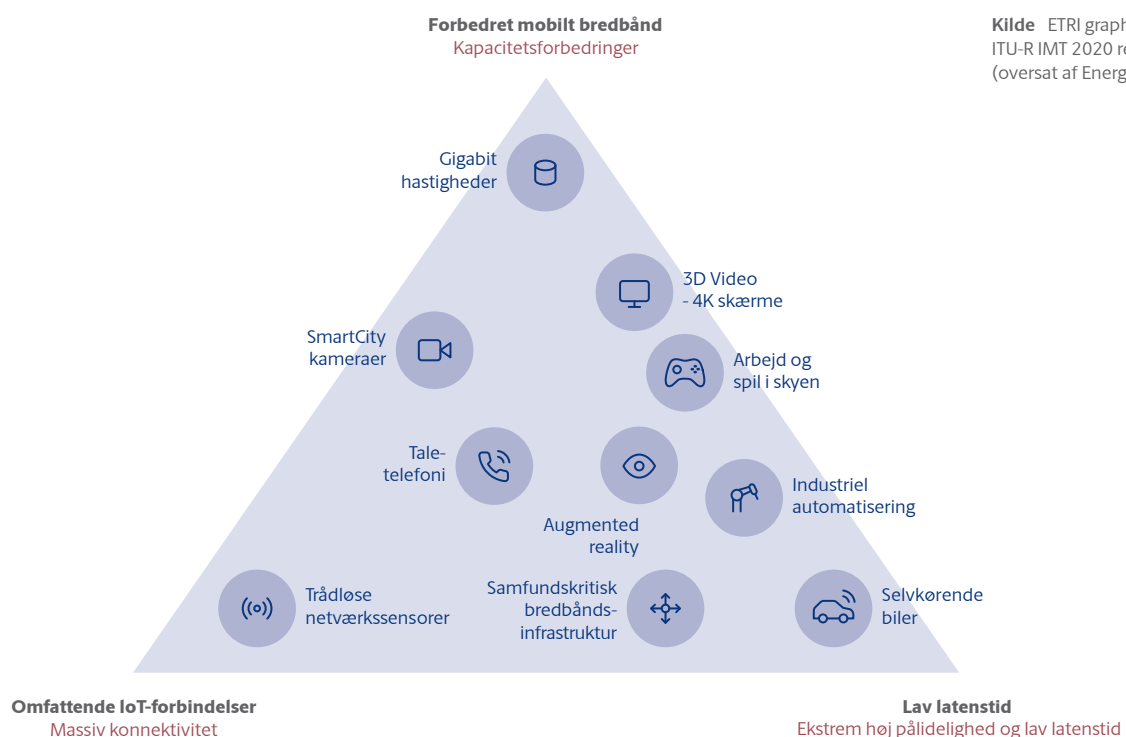 Forbedret mobilt bredbånd
Kapacitetsforbedringer
Kilde ETRI graph
ITU-R IMT 2020
(oversat af
Gigabit
hastigheder
3D Video
- 4K skærme
SmartCity
kameraer
Arbejd og
spil i skyen
Tale-
telefoni
Augmented
reality
Industriel
automatisering
Trådløse
netværkssensorer
Samfundskritisk
bredbånds-
infrastruktur
Selvkørende
biler
Omfattende IoT-forbindelser
Massiv konnektivitet
Lav latenstid
Ekstrem høj pålidelighed og lav latenstid